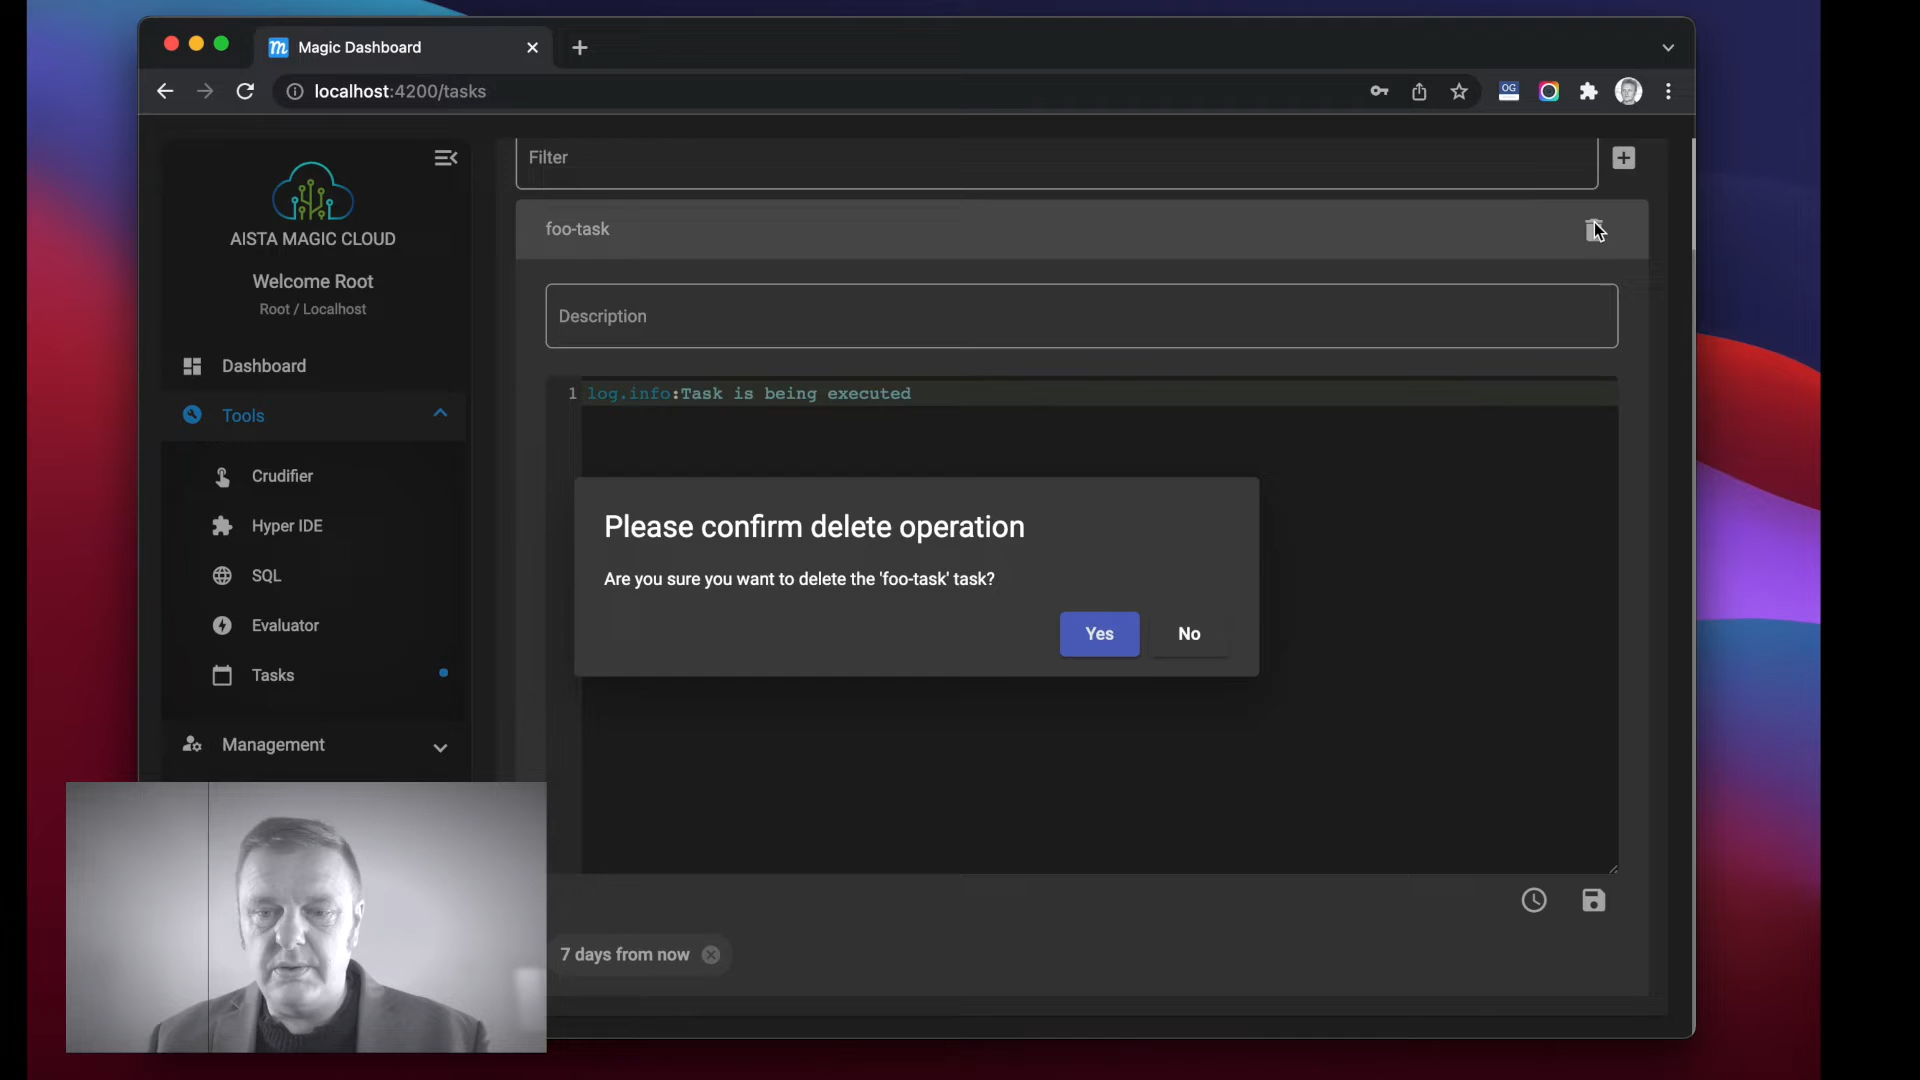 Magic Dashboard
localhost:4200/tasks
OG
AISTA MAGIC CLOUD
Welcome Root
Root / Localhost
Dashboard
Tools
Crudifier
Hyper IDE
SQL
Evaluator
Tasks
Management
Filter
foo-task
Description
1 log.info:Task is being executed
Please confirm delete operation
Are you sure you want to delete the 'foo-task' task?
Yes No
7 days from now